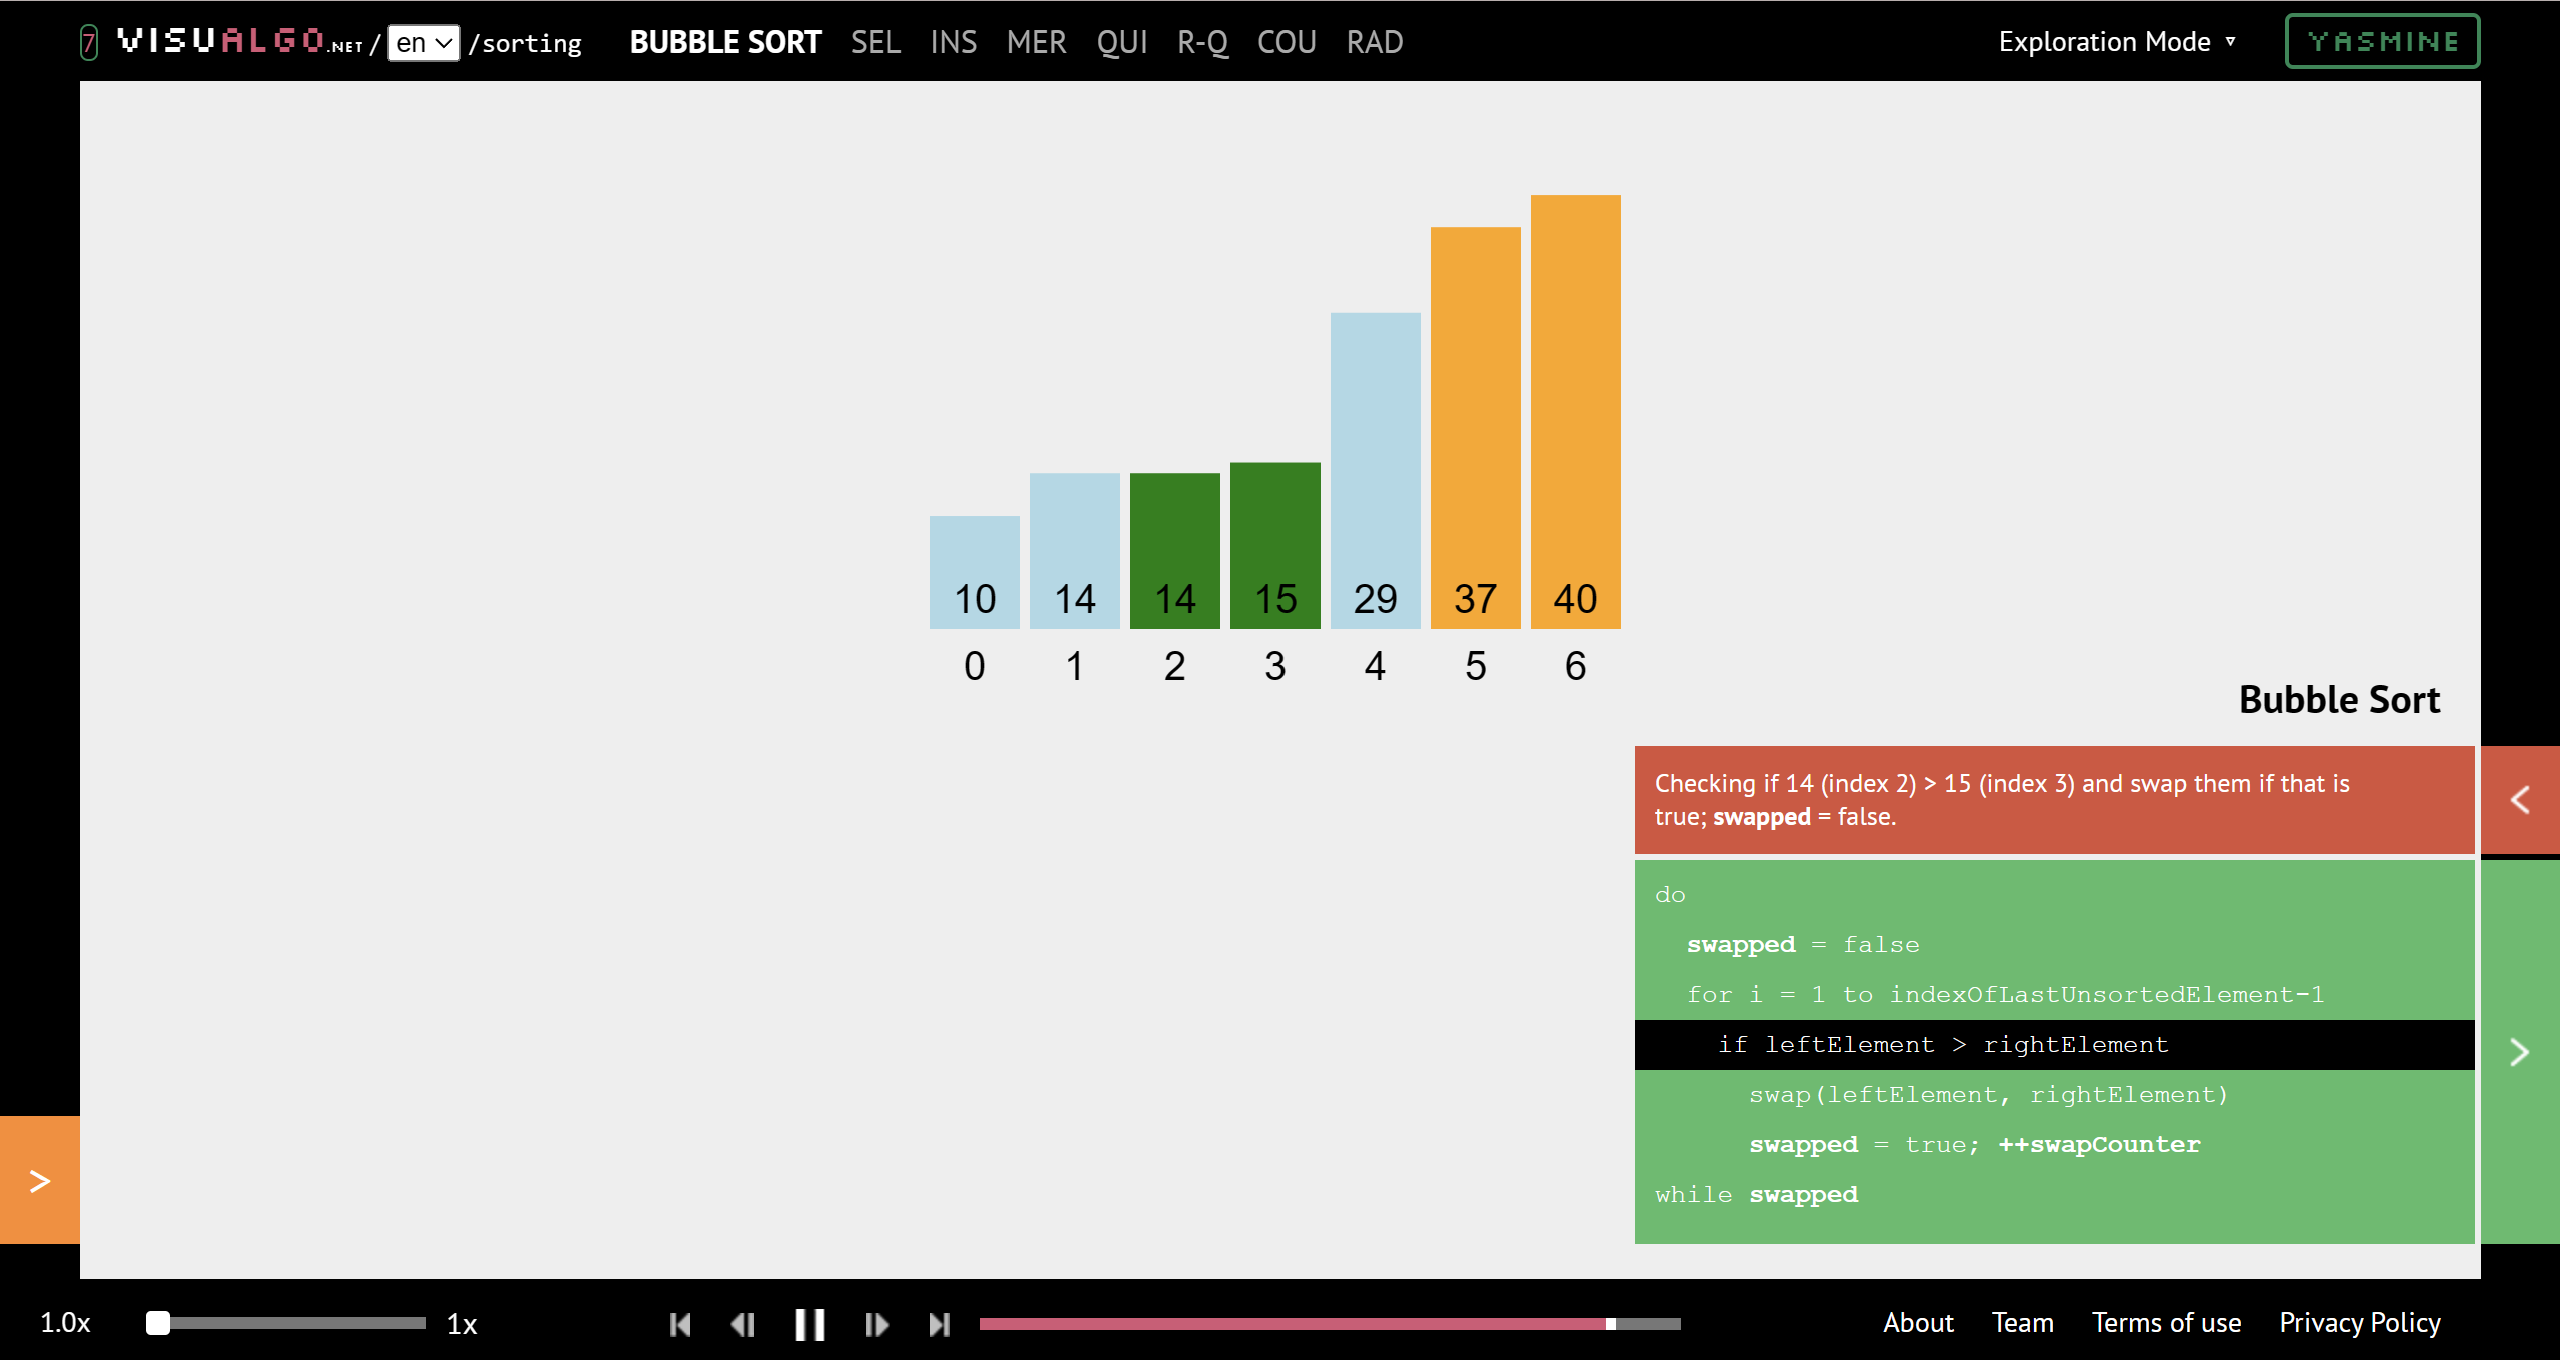 7 VISUALGO.NET / en /sorting BUBBLE SORT SEL INS MER QUI R-Q COU RAD Exploration Mode ▿ YASMINE
10 14 14 15 29 37 40
0 1 2 3 4 5 6
Bubble Sort
Checking if 14 (index 2) > 15 (index 3) and swap them if that is
true; swapped = false.
<
do
swapped = false
for i = 1 to indexOfLastUnsortedElement-1
if leftElement > rightElement
>
swap(leftElement, rightElement)
swapped = true; ++swapCounter
while swapped
>
1.0x 1x About Team Terms of use Privacy Policy